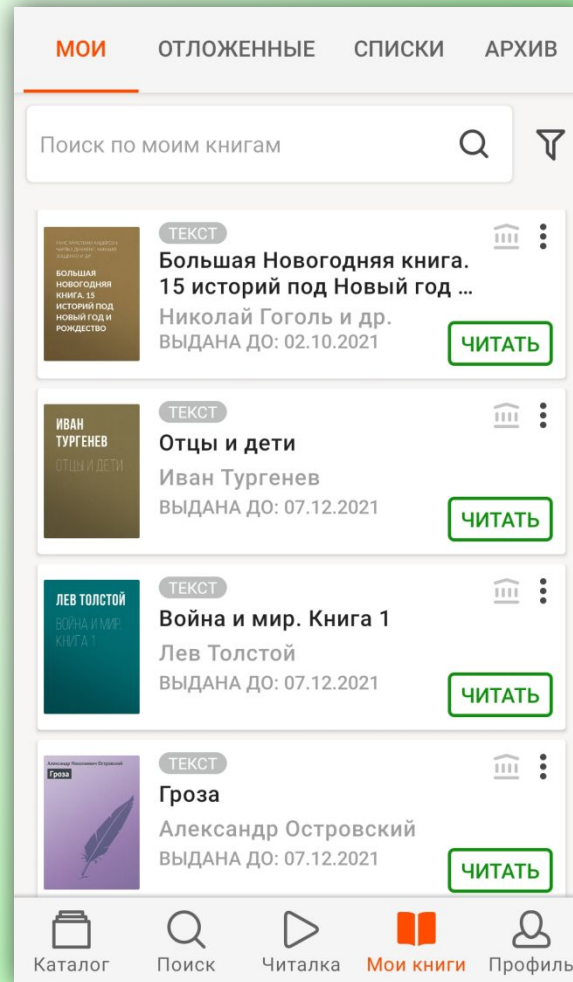 МОИ ОТЛОЖЕННЫЕ СПИСКИ АРХИВ
Поиск по моим книгам
БОЛЬШАЯ
НОВОГОДНЯЯ
КНИГА. 15
ИСТОРИЙ ПОД
НОВЫЙ ГОД И
РОЖДЕСТВО
ТЕКСТ
Большая Новогодняя книга.
15 историй под Новый год ...
Николай Гоголь и др.
ВЫДАНА ДО: 02.10.2021
ЧИТАТЬ
ИВАН
ТУРГЕНЕВ
ОТЦЫ И ДЕТИ
ТЕКСТ
Отцы и дети
Иван Тургенев
ВЫДАНА ДО: 07.12.2021
ЧИТАТЬ
ЛЕВ ТОЛСТОЙ
ВОЙНА И МИР.
КНИГА 1
ТЕКСТ
Война и мир. Книга 1
Лев Толстой
ВЫДАНА ДО: 07.12.2021
ЧИТАТЬ
Александр Николаевич Островский
Гроза
ТЕКСТ
Гроза
Александр Островский
ВЫДАНА ДО: 07.12.2021
ЧИТАТЬ
Каталог Поиск Читалка Мои книги Профиль